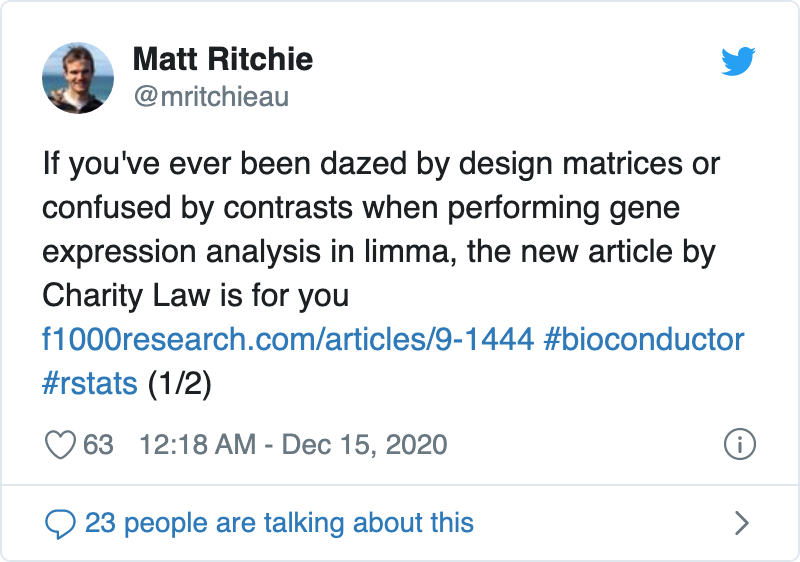 Matt Ritchie
@mritchieau
If you've ever been dazed by design matrices or
confused by contrasts when performing gene
expression analysis in limma, the new article by
Charity Law is for you
f1000research.com/articles/9-1444 #bioconductor
#rstats (1/2)
63 12:18 AM - Dec 15, 2020
23 people are talking about this